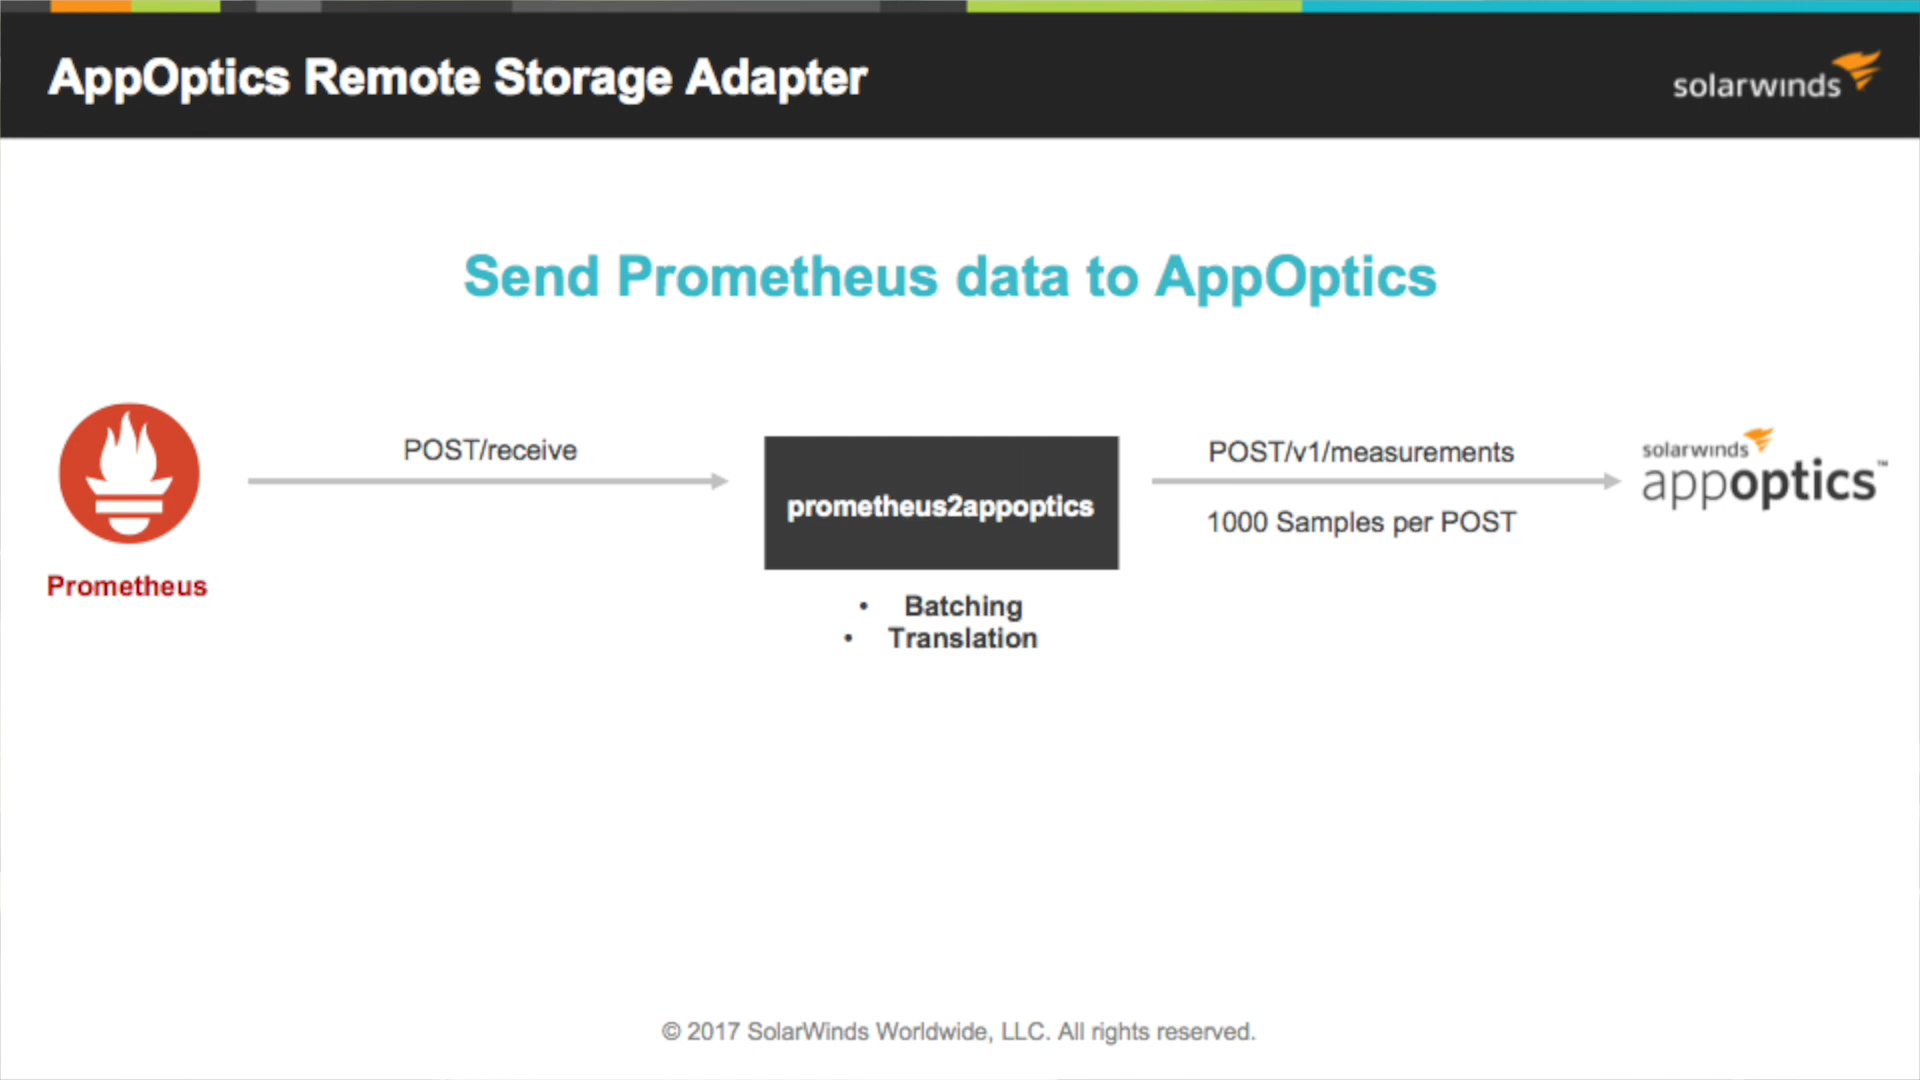 AppOptics Remote Storage Adapter
solarwinds
Send Prometheus data to AppOptics
POST/receive
POST/v1/measurements
solarwinds
appoptics™
prometheus2appoptics
1000 Samples per POST
Prometheus
• Batching
• Translation
© 2017 SolarWinds Worldwide, LLC. All rights reserved.